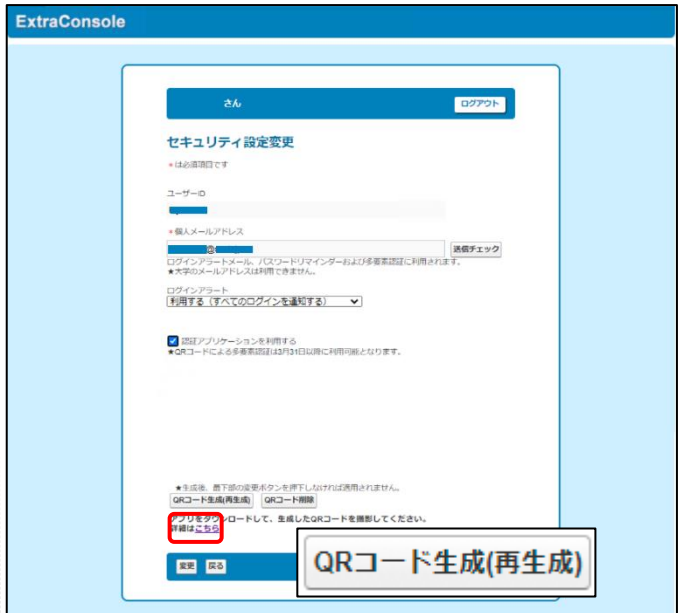 ExtraConsole
さん
ログアウト
セキュリティ設定変更
* は必須項目です
ユーザーID
* 個人メールアドレス
@
送信チェック
ログインアラートメール、パスワードリマインダーおよび多要素認証に利用されます。
★大学のメールアドレスは利用できません。
ログインアラート
利用する（すべてのログインを通知する）
認証アプリケーションを利用する
★QRコードによる多要素認証は3月31日以降に利用可能となります。
★生成後、最下部の変更ボタンを押下しなければ適用されません。
QRコード生成(再生成) QRコード削除
アプリをダウンロードして、生成したQRコードを撮影してください。
詳細はこちら
変更 戻る
QRコード生成(再生成)